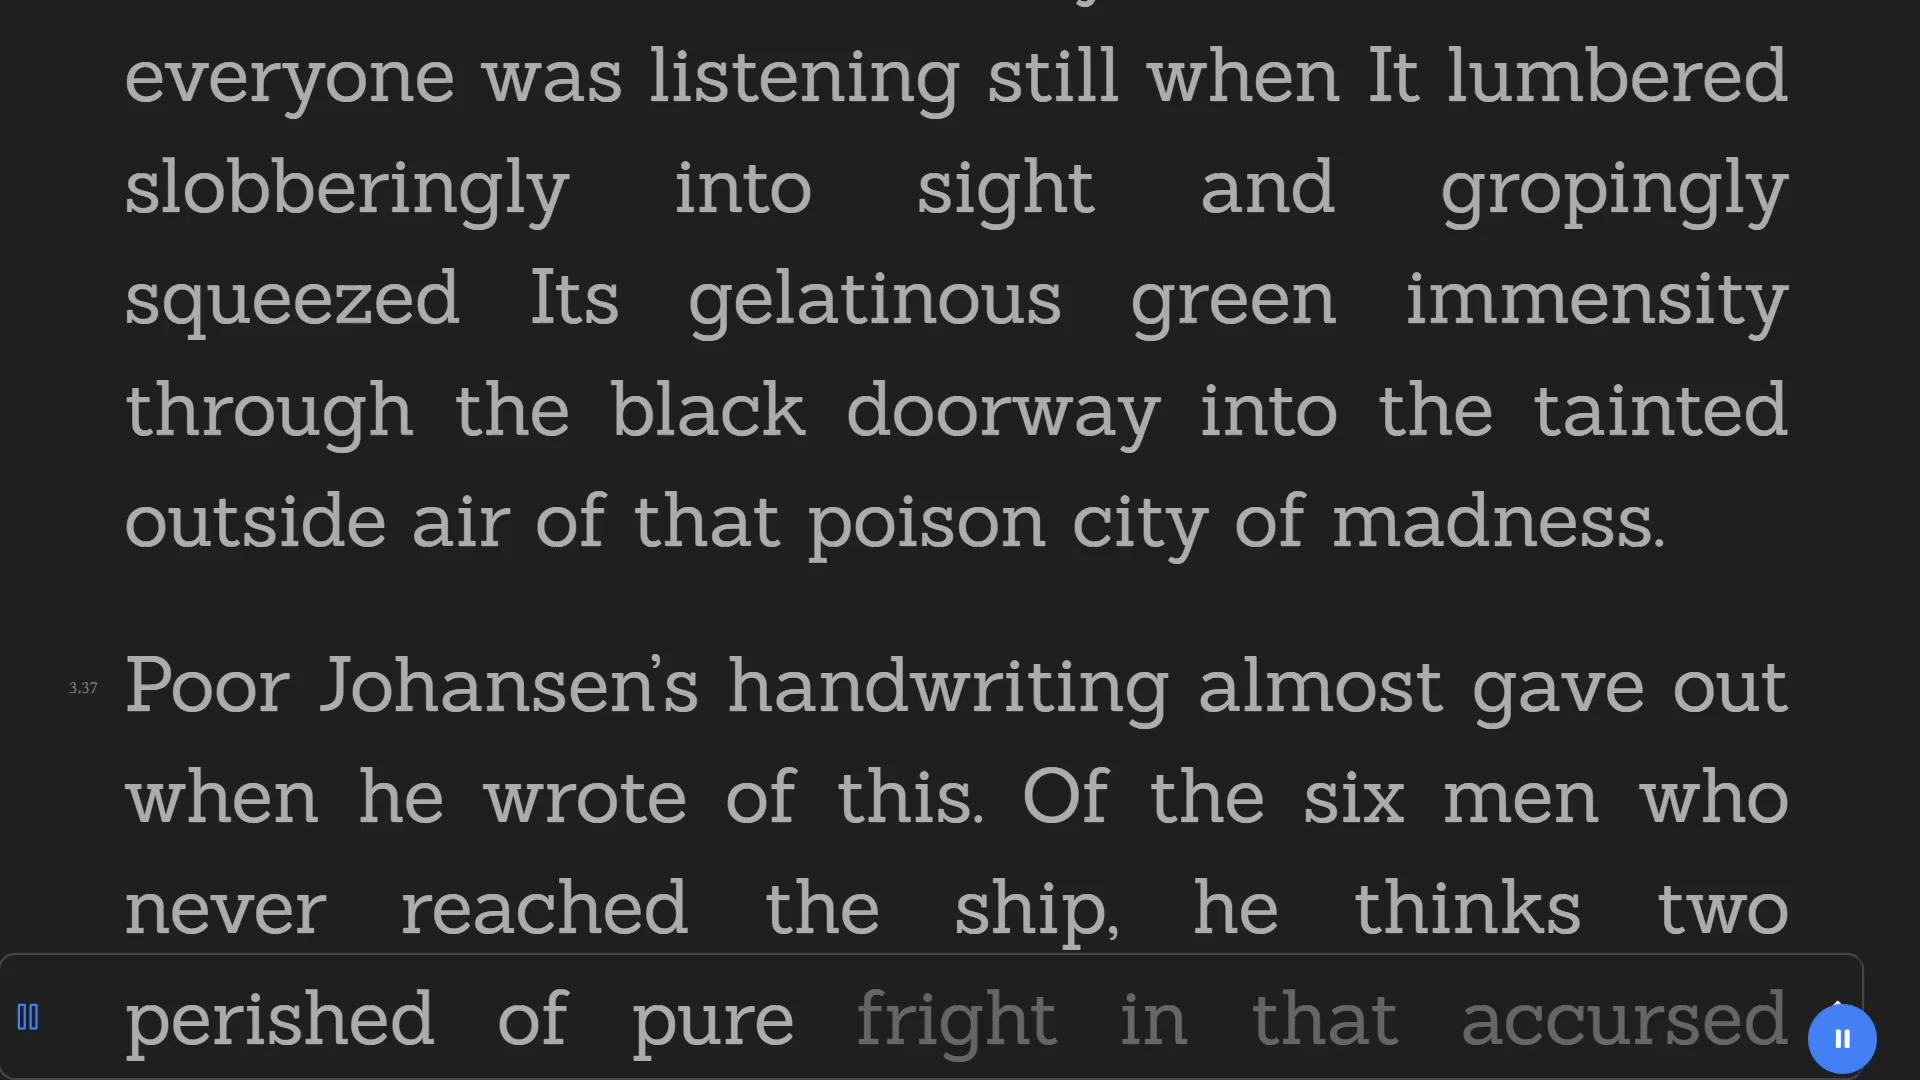 everyone was listening still when It lumbered
slobberingly into sight and gropingly
squeezed Its gelatinous green immensity
through the black doorway into the tainted
outside air of that poison city of madness.
3.37 Poor Johansen’s handwriting almost gave out
when he wrote of this. Of the six men who
never reached the ship, he thinks two
perished of pure fright in that accursed